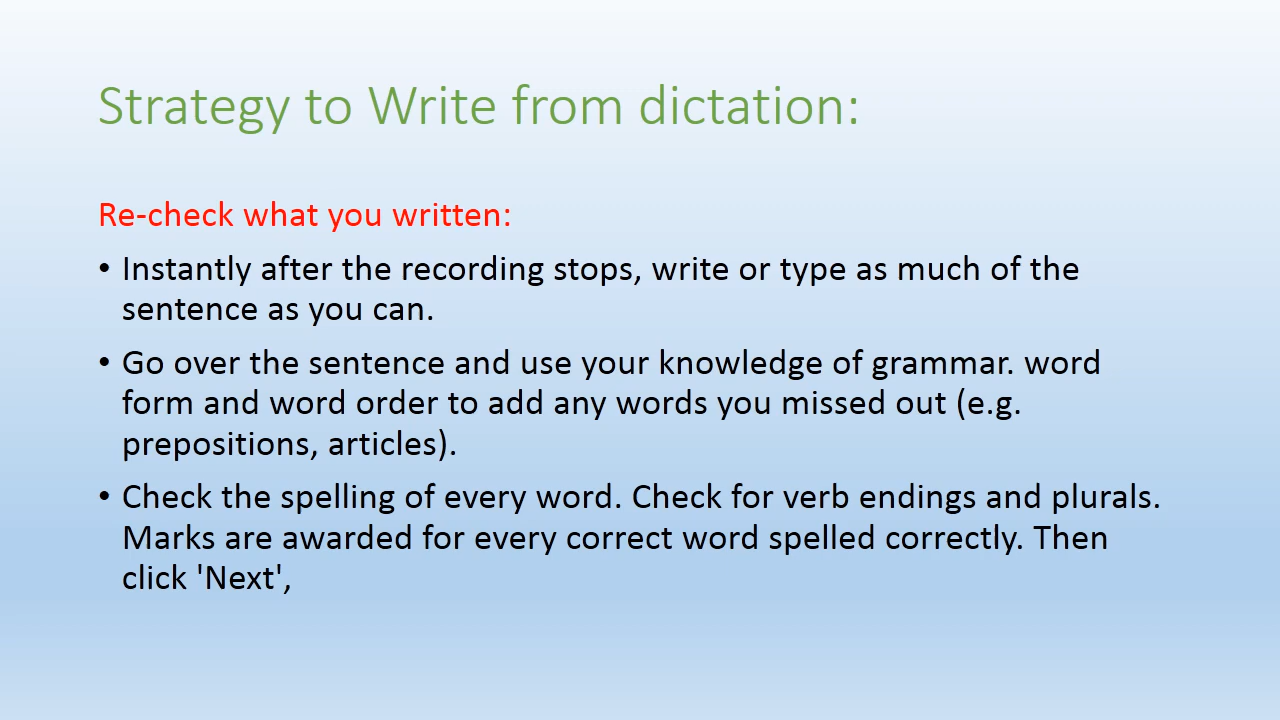 Strategy to Write from dictation:
Re-check what you written:
• Instantly after the recording stops, write or type as much of the
sentence as you can.
• Go over the sentence and use your knowledge of grammar. word
form and word order to add any words you missed out (e.g.
prepositions, articles).
• Check the spelling of every word. Check for verb endings and plurals.
Marks are awarded for every correct word spelled correctly. Then
click 'Next',